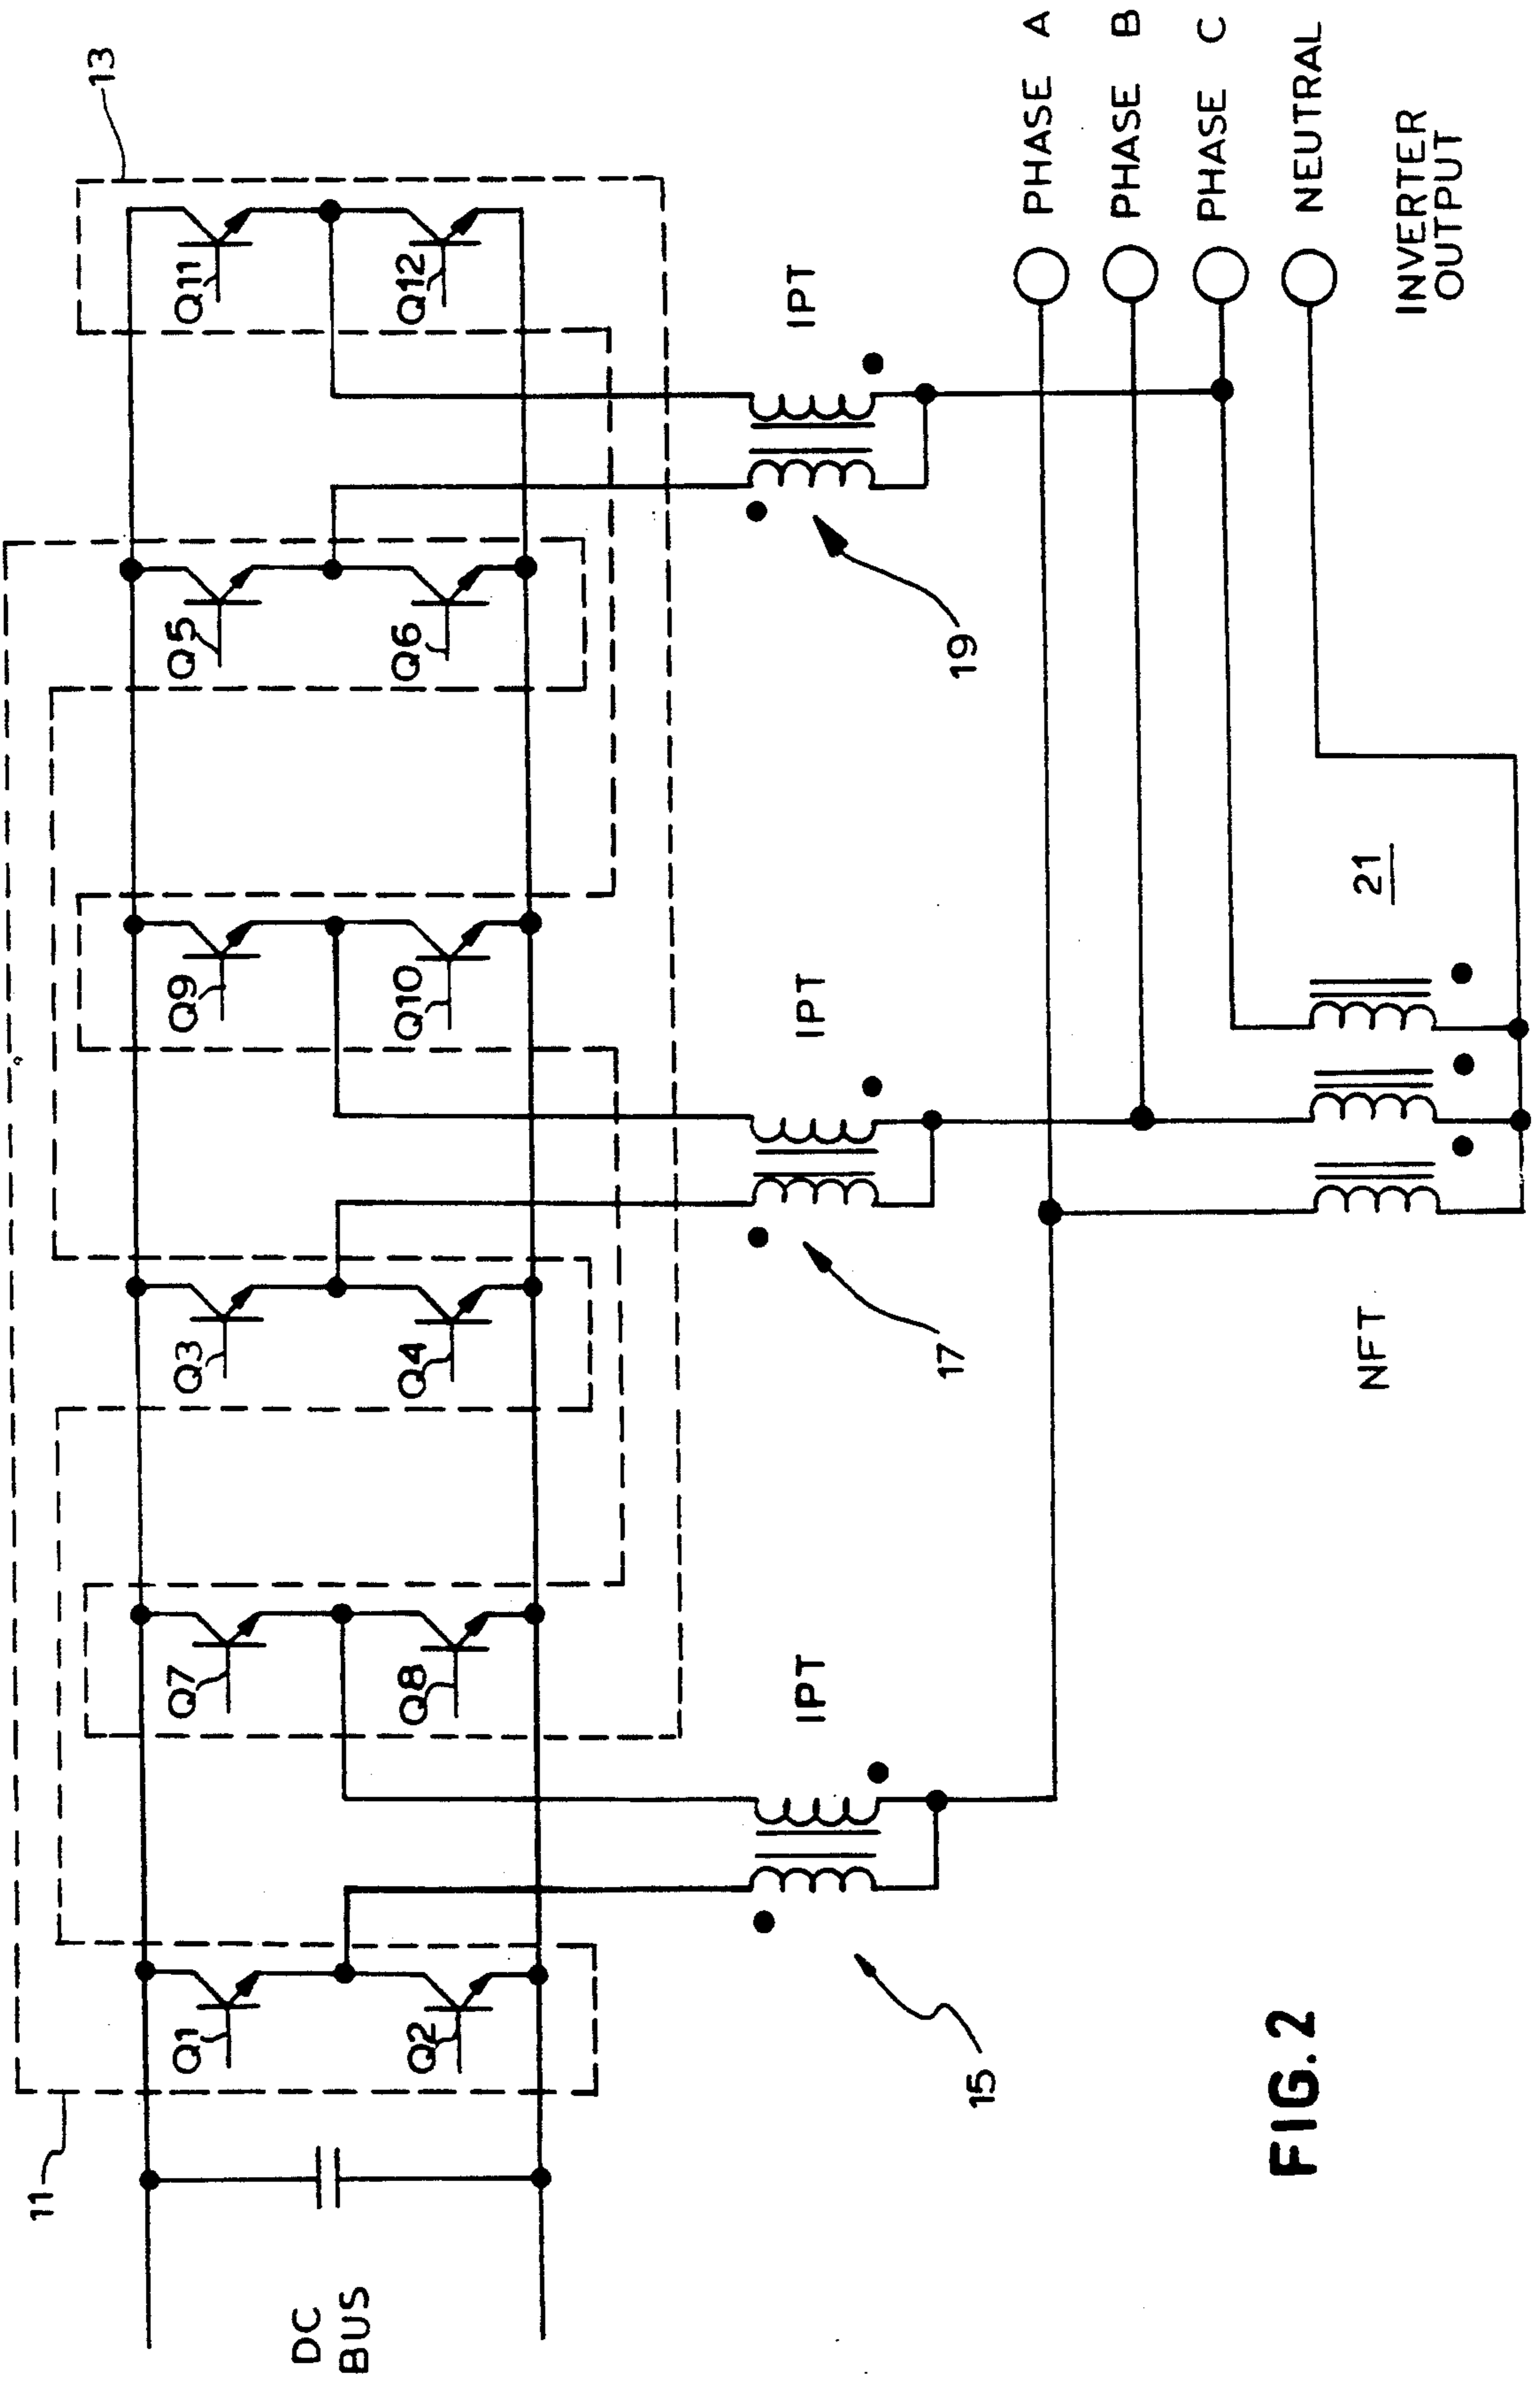 13
Q11
Q12
Q5
Q6
Q9
Q10
Q3
Q4
Q7
Q8
Q1
Q2
11
DC
BUS
IPT
19
IPT
17
IPT
15
PHASE A
PHASE B
PHASE C
NEUTRAL
INVERTER
OUTPUT
21
NFT
FIG. 2